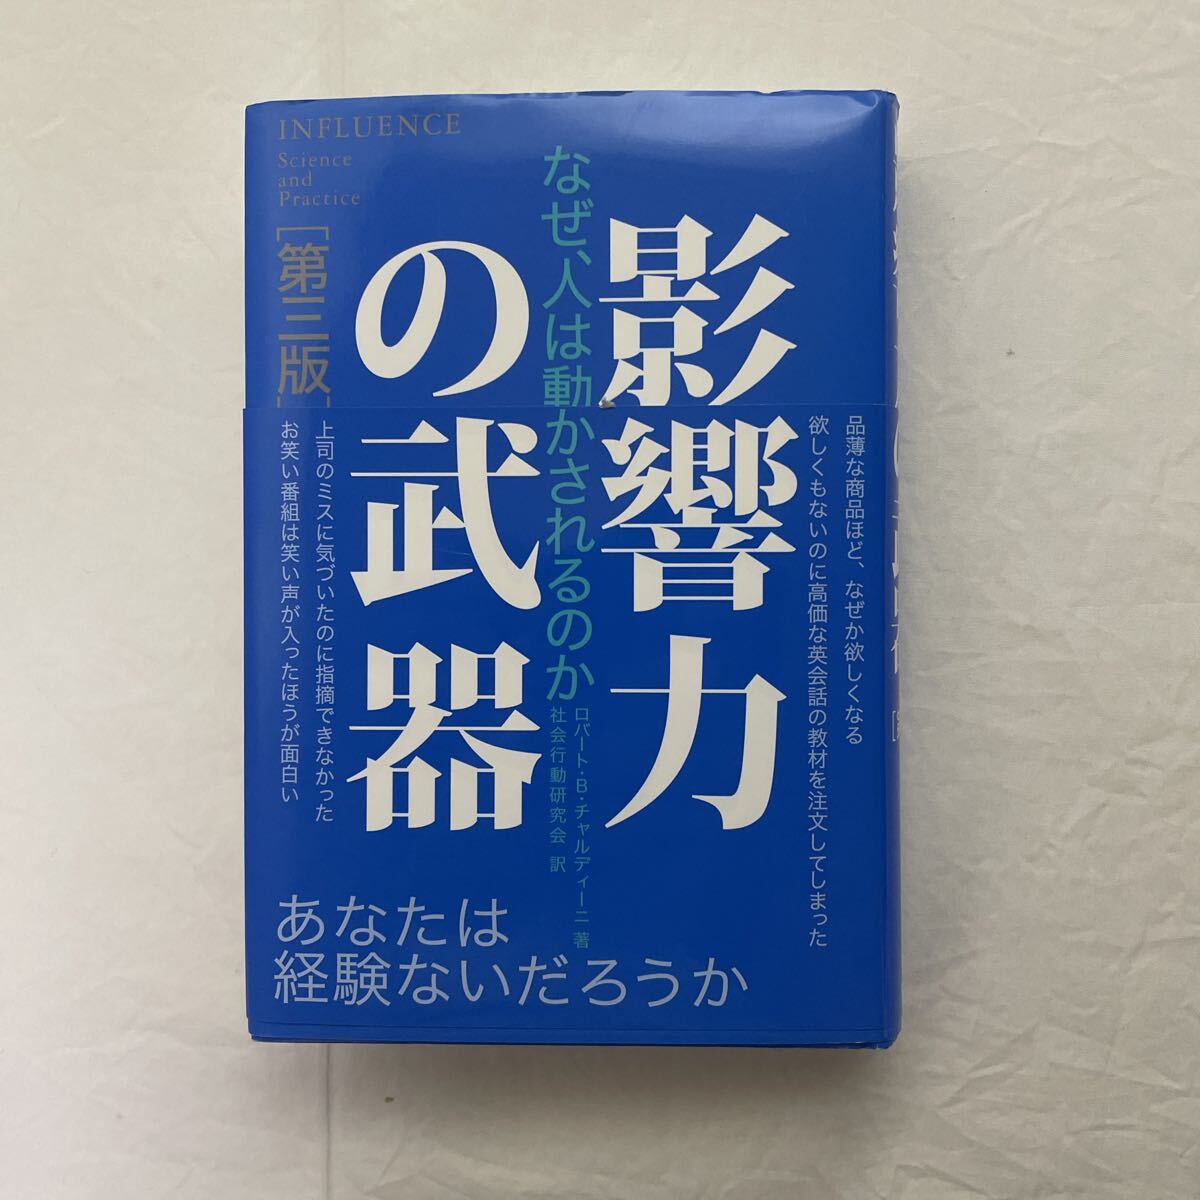 INFLUENCE
Science
and
Practice
影響力
の武器
[第三版]
なぜ、人は動かされるのか
ロバート・B・チャルディーニ 著
社会行動研究会 訳
品薄な商品ほど、なぜか欲しくなる
欲しくもないのに高価な英会話の教材を注文してしまった
上司のミスに気づいたのに指摘できなかった
お笑い番組は笑い声が入ったほうが面白い
あなたは
経験ないだろうか